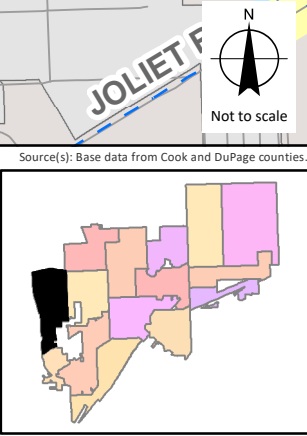 N
JOLIET
Not to scale
Source(s): Base data from Cook and DuPage counties.